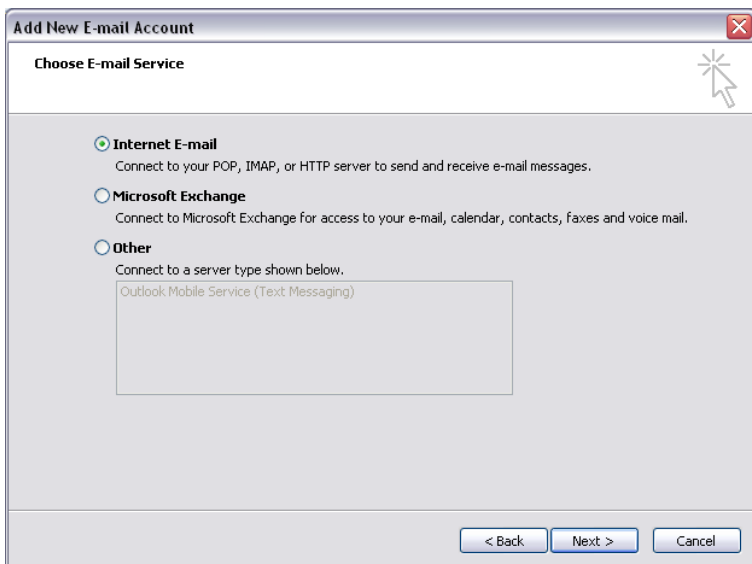 Add New E-mail Account
Choose E-mail Service
Internet E-mail
Connect to your POP, IMAP, or HTTP server to send and receive e-mail messages.
Microsoft Exchange
Connect to Microsoft Exchange for access to your e-mail, calendar, contacts, faxes and voice mail.
Other
Connect to a server type shown below.
Outlook Mobile Service (Text Messaging)
< Back Next > Cancel